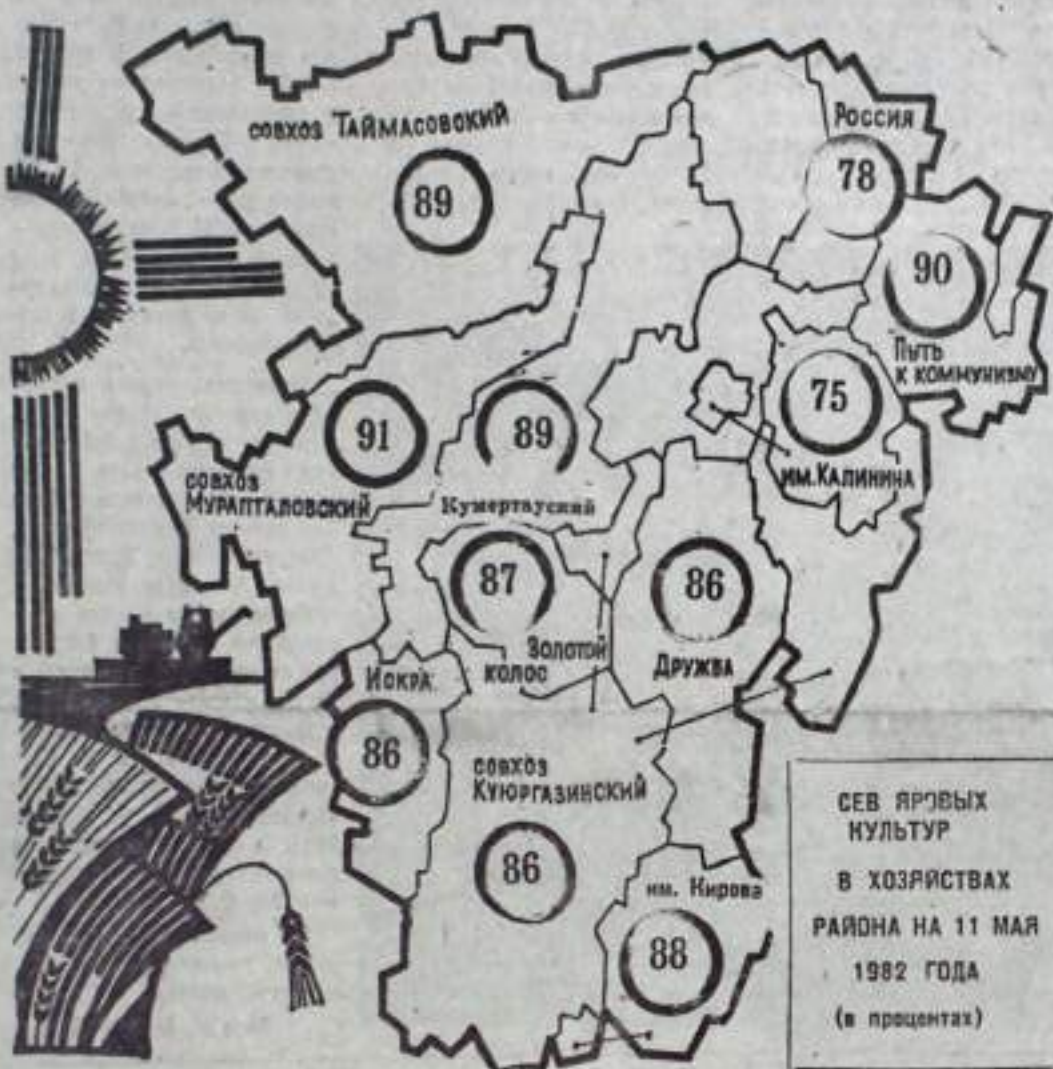 совхоз Таймасовский
89
Россия
78
90
Путь
к коммунизму
75
им. Калинина
91
совхоз
Мурапталовский
89
Кумертауский
87
Золотой
колос
86
Дружба
Искра
86
совхоз
Куюргазинский
86
им. Кирова
88
СЕВ ЯРОВЫХ
КУЛЬТУР
В ХОЗЯЙСТВАХ
РАЙОНА НА 11 МАЯ
1982 ГОДА
(в процентах)